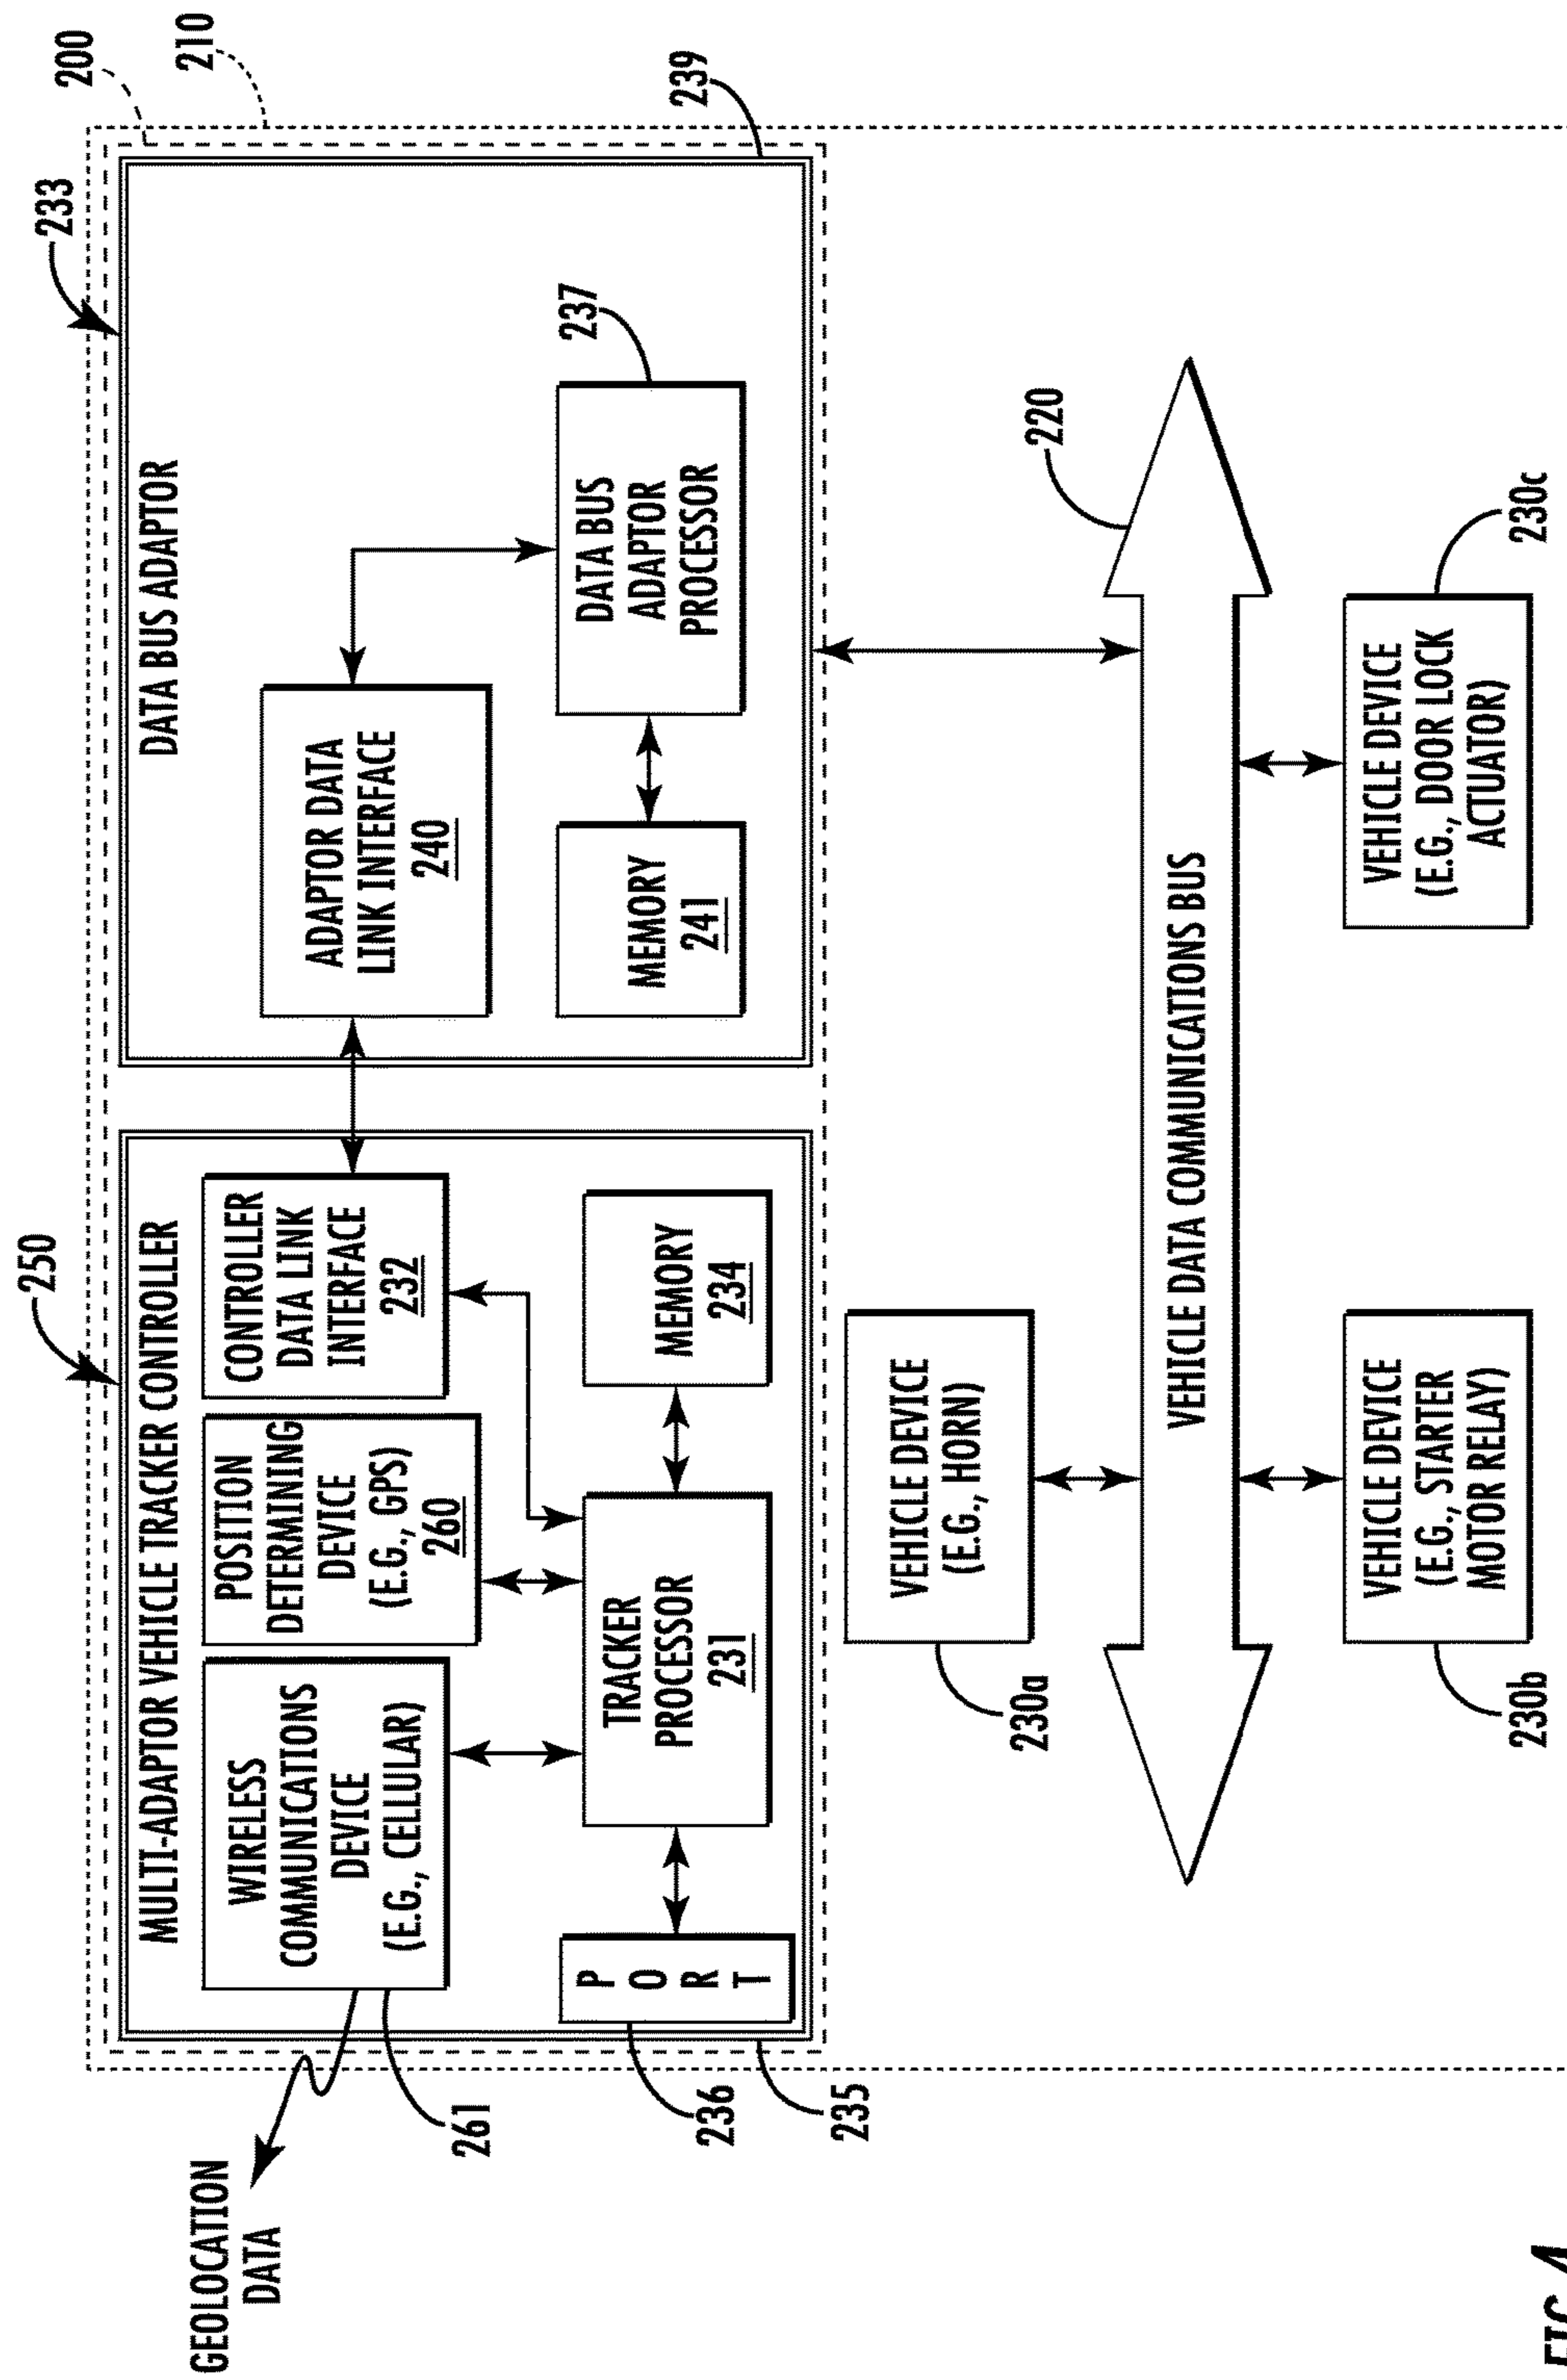 200
210
233
239
250
MULTI-ADAPTOR VEHICLE TRACKER CONTROLLER
WIRELESS
COMMUNICATIONS
DEVICE
(E.G., CELLULAR)
POSITION
DETERMINING
DEVICE
(E.G., GPS)
260
CONTROLLER
DATA LINK
INTERFACE
232
PORT
TRACKER
PROCESSOR
231
MEMORY
234
GEOLOCATION
DATA
261
236
235
DATA BUS ADAPTOR
ADAPTOR DATA
LINK INTERFACE
240
MEMORY
241
DATA BUS
ADAPTOR
PROCESSOR
237
VEHICLE DEVICE
(E.G., HORN)
230a
220
VEHICLE DATA COMMUNICATIONS BUS
VEHICLE DEVICE
(E.G., STARTER
MOTOR RELAY)
230b
VEHICLE DEVICE
(E.G., DOOR LOCK
ACTUATOR)
230c